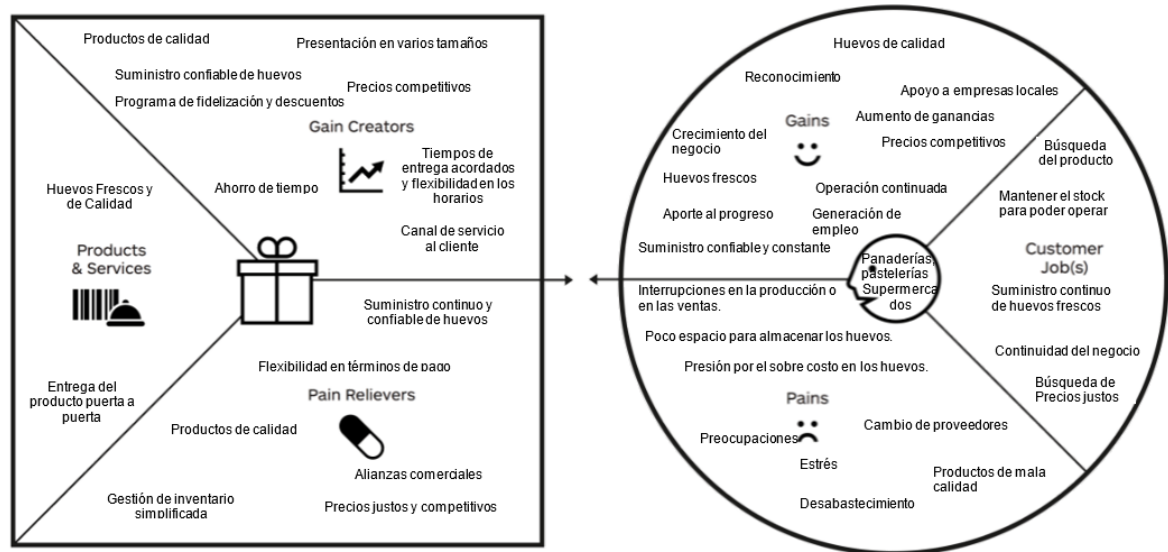 Productos de calidad
Presentación en varios tamaños
Suministro confiable de huevos
Precios competitivos
Programa de fidelización y descuentos
Gain Creators
Tiempos de
entrega acordados
y flexibilidad en los
horarios
Ahorro de tiempo
Canal de servicio
al cliente
Huevos Frescos y
de Calidad
Products
& Services
Entrega del
producto puerta a
puerta
Suministro continuo y
confiable de huevos
Flexibilidad en términos de pago
Pain Relievers
Productos de calidad
Alianzas comerciales
Gestión de inventario
simplificada
Precios justos y competitivos
Huevos de calidad
Reconocimiento
Apoyo a empresas locales
Gains
Aumento de ganancias
Crecimiento del
negocio
Precios competitivos
Huevos frescos
Operación continuada
Aporte al progreso
Generación de
empleo
Suministro confiable y constante
Panaderías,
pastelerías
Supermerca
dos
Búsqueda
del producto
Mantener el stock
para poder operar
Customer
Job(s)
Suministro continuo
de huevos frescos
Continuidad del negocio
Búsqueda de
Precios justos
Interrupciones en la producción o
en las ventas.
Poco espacio para almacenar los huevos.
Presión por el sobre costo en los huevos.
Pains
Cambio de proveedores
Preocupaciones
Estrés
Productos de mala
calidad
Desabastecimiento